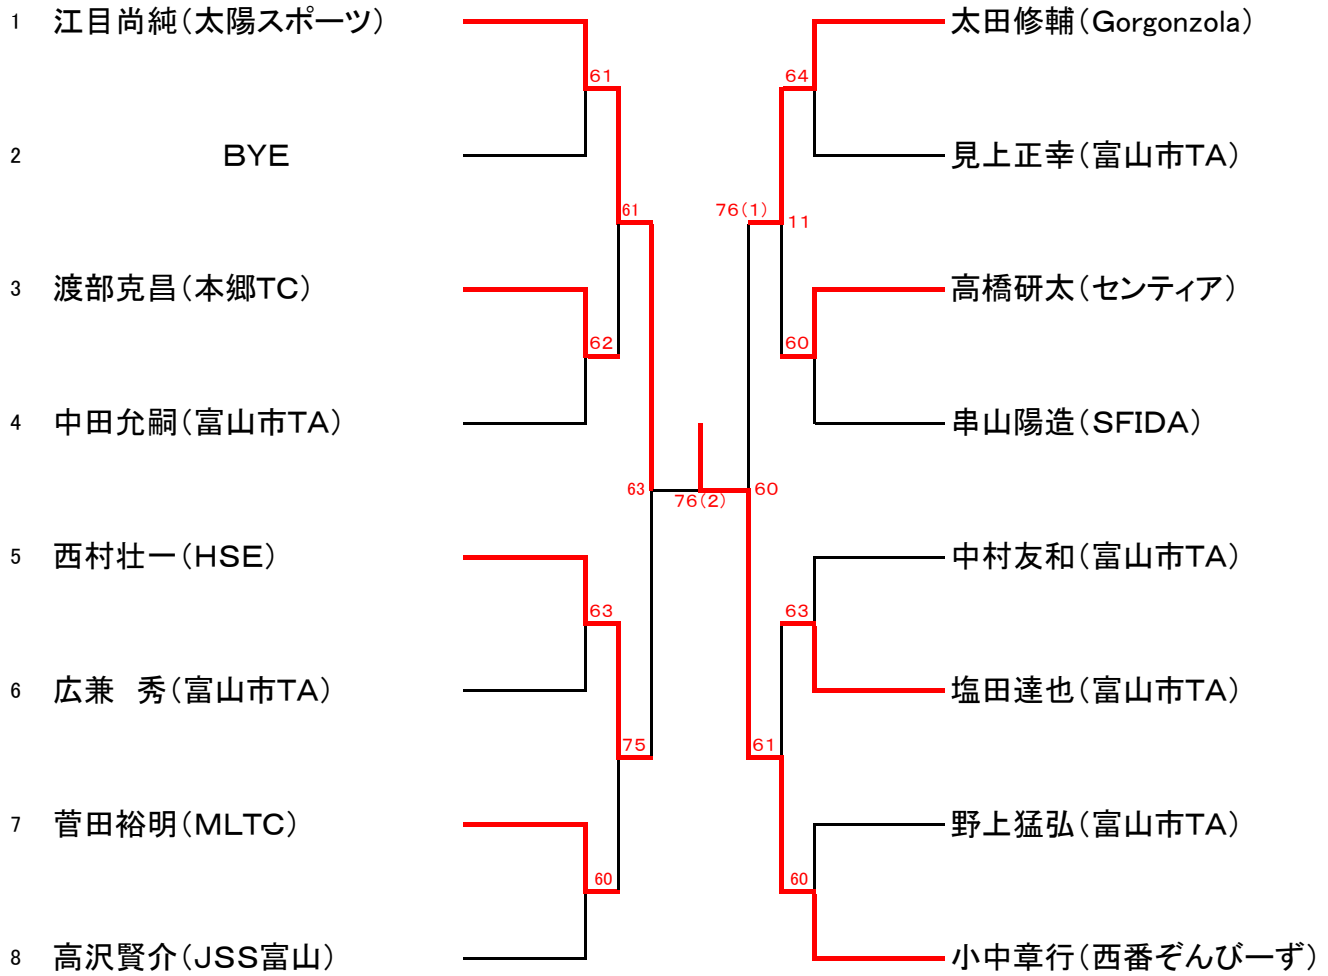 1 江目尚純(太陽スポーツ) 太田修輔(Gorgonzola)
61 64
2 BYE 見上正幸(富山市TA)
61 76(1) 11
3 渡部克昌(本郷TC) 高橋研太(センティア)
62 60
4 中田允嗣(富山市TA) 串山陽造(SFIDA)
63 76(2) 60
5 西村壮一(HSE) 中村友和(富山市TA)
63 63
6 広兼 秀(富山市TA) 塩田達也(富山市TA)
75 61
7 菅田裕明(MLTC) 野上猛弘(富山市TA)
60 60
8 高沢賢介(JSS富山) 小中章行(西番ぞんびーず)